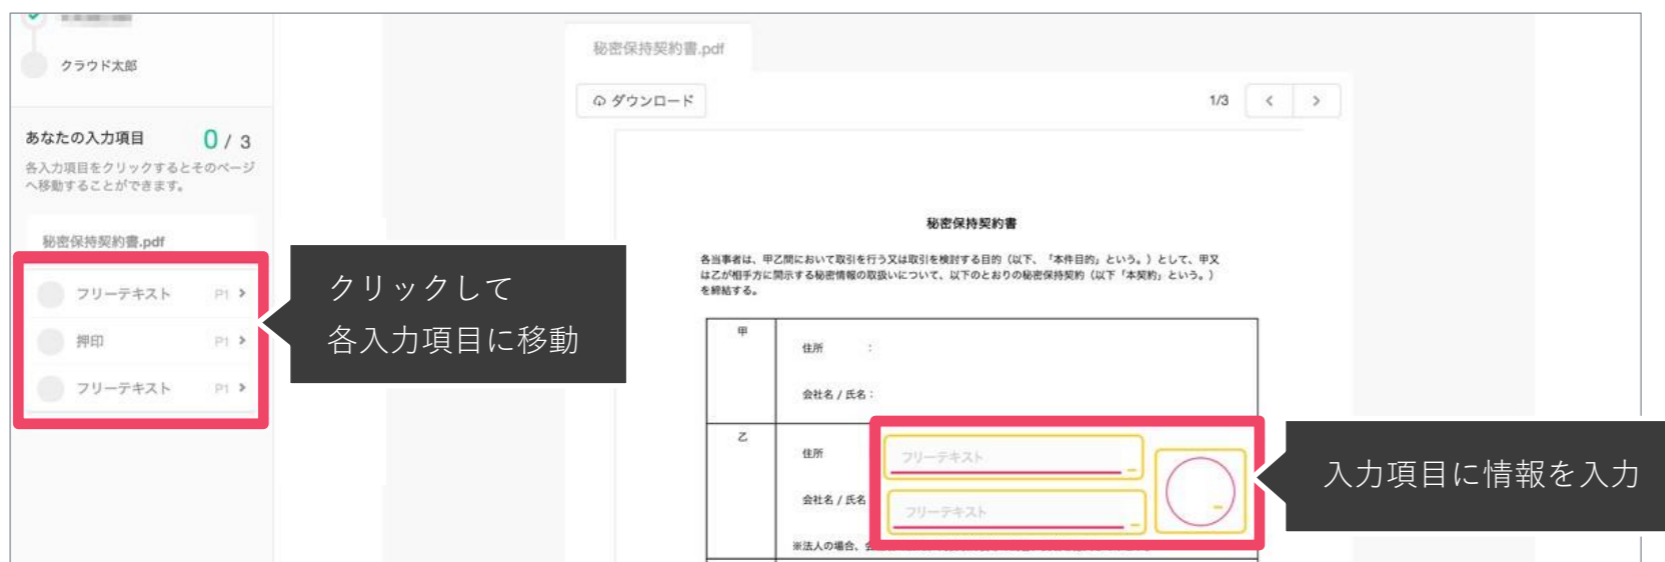 クラウド太郎
あなたの入力項目 0 / 3
各入力項目をクリックするとそのページ
へ移動することができます。
秘密保持契約書.pdf
フリーテキスト P1
押印 P1
フリーテキスト P1
クリックして
各入力項目に移動
秘密保持契約書.pdf
ダウンロード
1/3
秘密保持契約書
各当事者は、甲乙間において取引を行う又は取引を検討する目的（以下、「本件目的」という。）として、甲又
は乙が相手方に開示する秘密情報の取扱いについて、以下のとおりの秘密保持契約（以下「本契約」という。）
を締結する。
甲
住所 ：
会社名 / 氏名：
乙
住所
フリーテキスト
会社名 / 氏名
フリーテキスト
※法人の場合、
入力項目に情報を入力